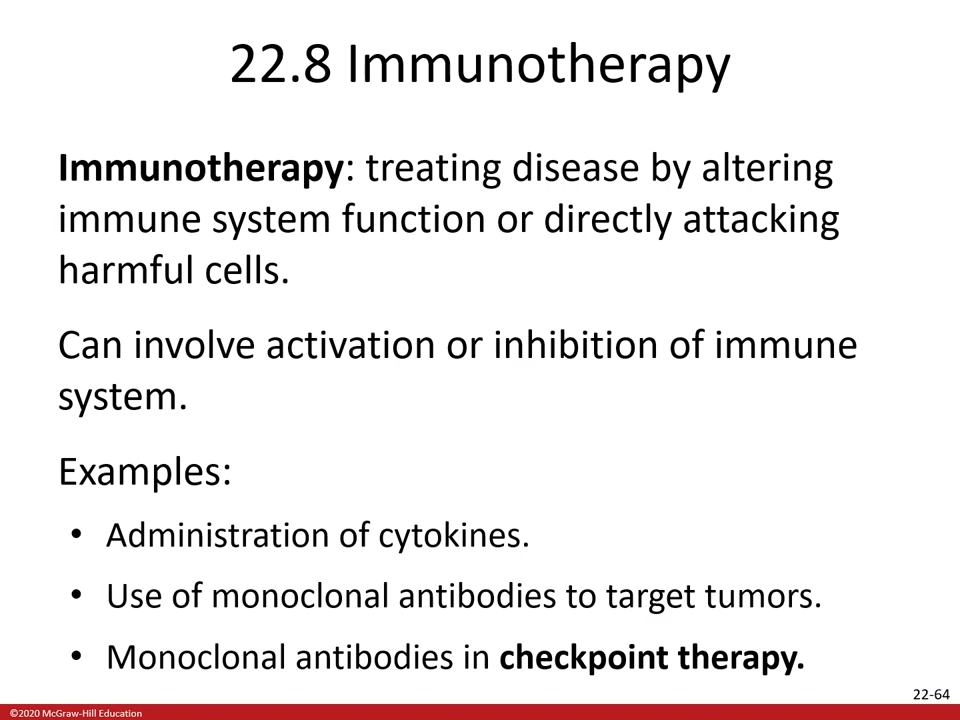 22.8 Immunotherapy
Immunotherapy: treating disease by altering
immune system function or directly attacking
harmful cells.
Can involve activation or inhibition of immune
system.
Examples:
• Administration of cytokines.
• Use of monoclonal antibodies to target tumors.
• Monoclonal antibodies in checkpoint therapy.
22-64
©2020 McGraw-Hill Education